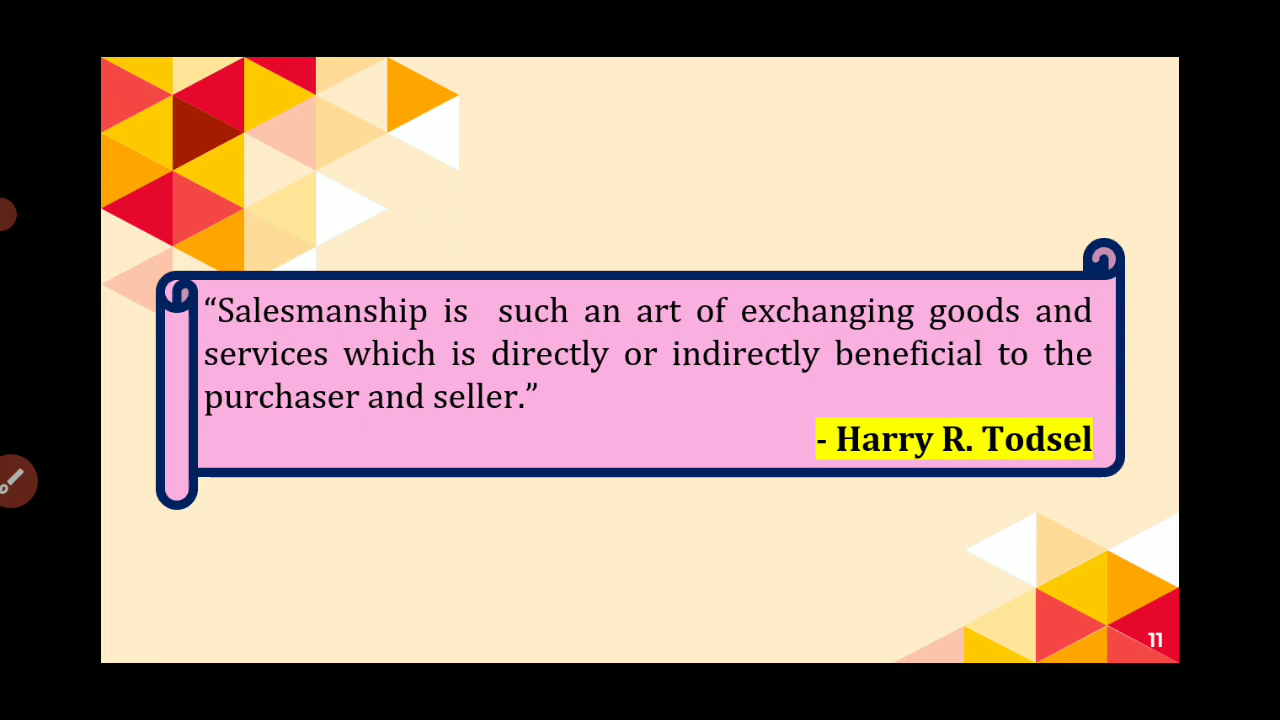 “Salesmanship is such an art of exchanging goods and
services which is directly or indirectly beneficial to the
purchaser and seller.”
- Harry R. Todsel
11